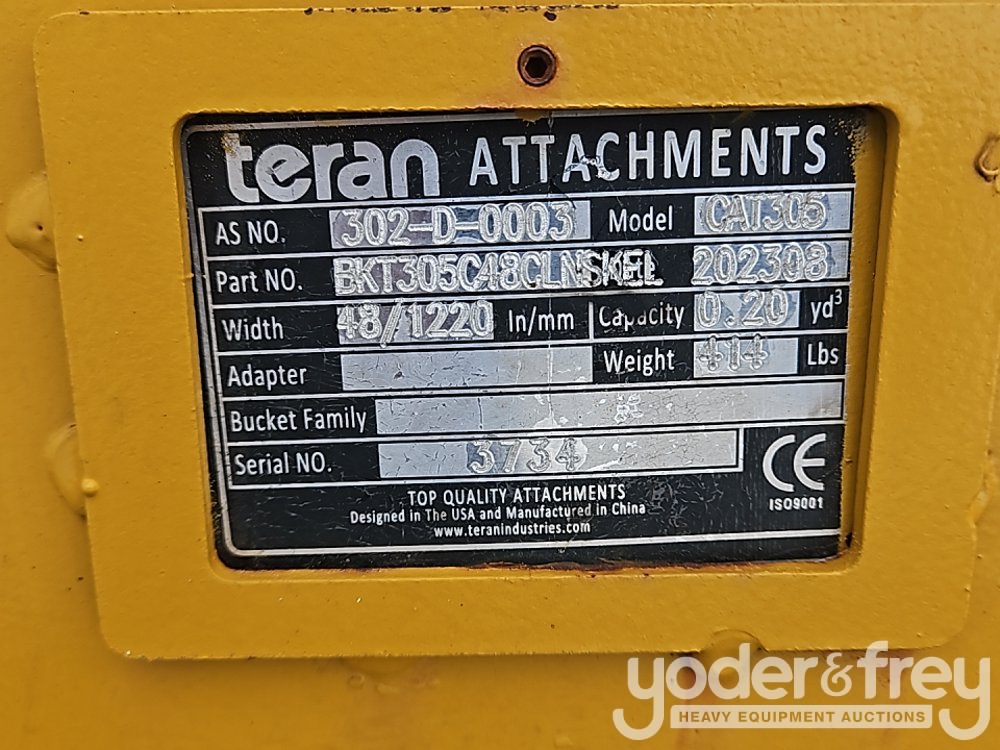 teran ATTACHMENTS
AS NO. 302-D-0003 Model CAT305
Part NO. BKT305C48CLNSKEL 202308
Width 48/1220 In/mm Capacity 0.20 yd³
Adapter Weight 414 Lbs
Bucket Family
Serial NO. 3734
CE
TOP QUALITY ATTACHMENTS
ISO9001
Designed in The USA and Manufactured in China
www.teranindustries.com
yoder&frey
HEAVY EQUIPMENT AUCTIONS